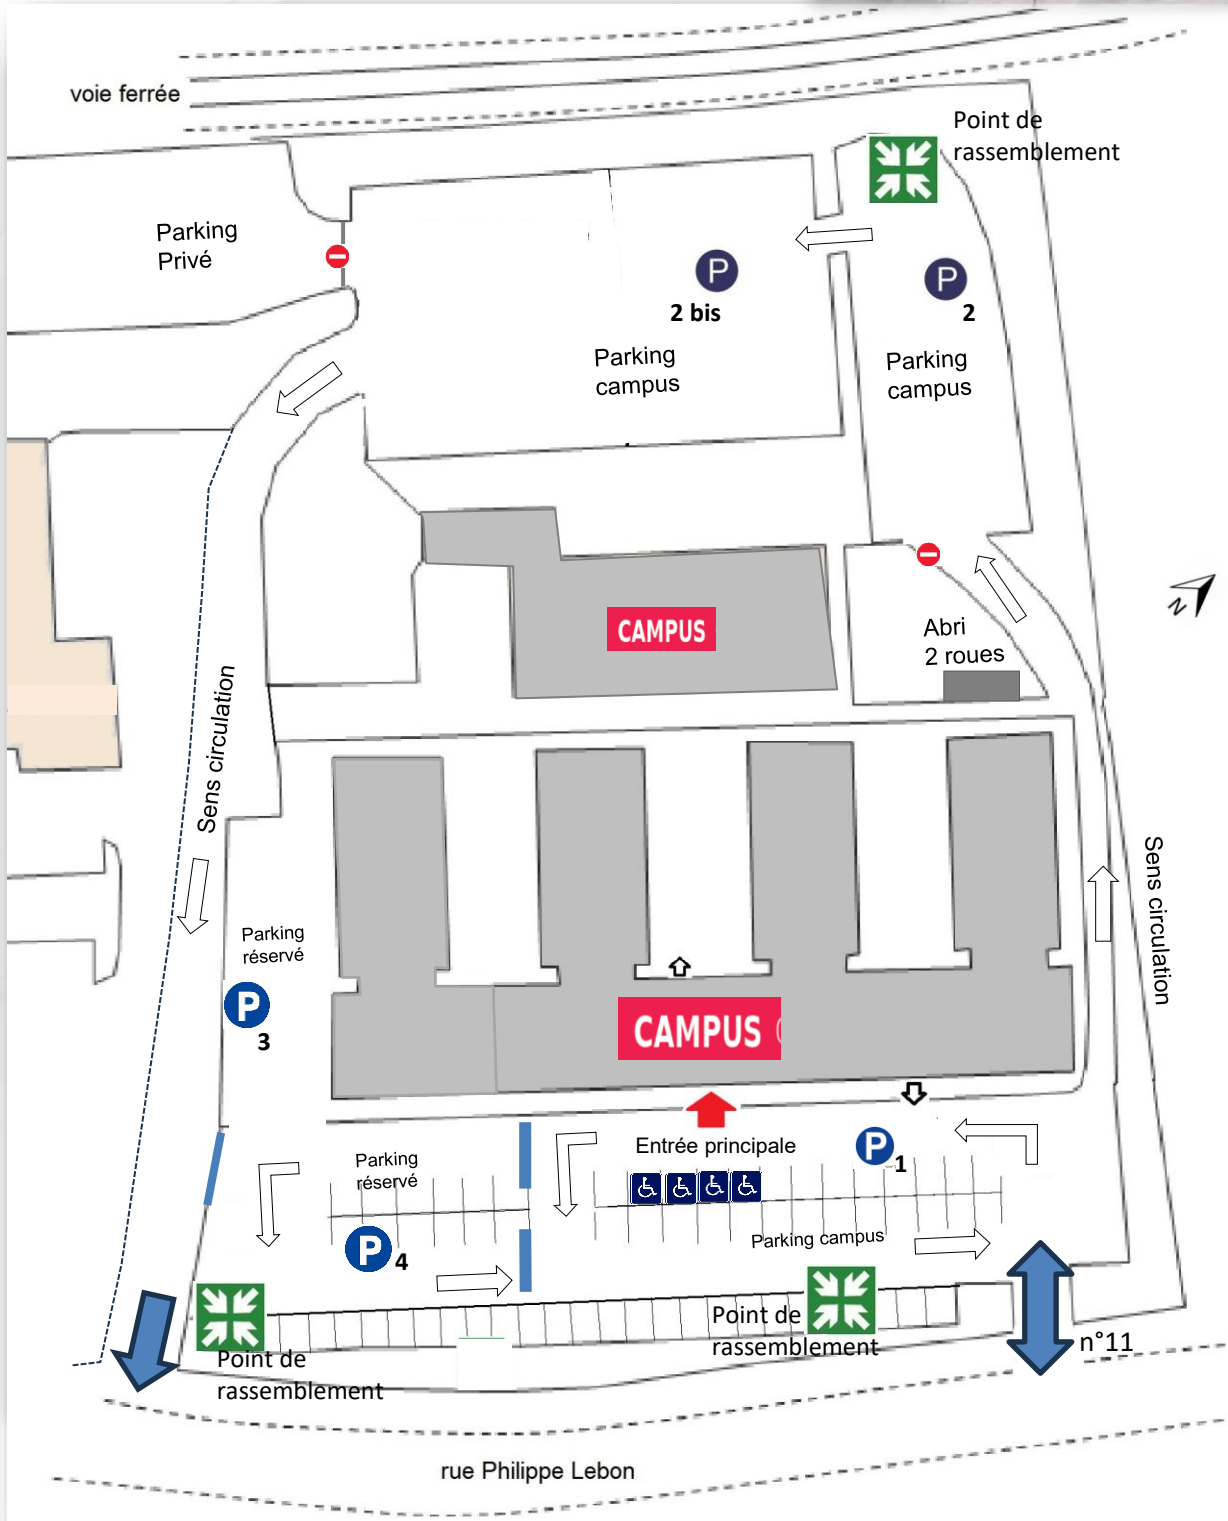 voie ferrée
Point de
rassemblement
Parking
Privé
P
2 bis
P
2
Parking
campus
Parking
campus
N
CAMPUS
Abri
2 roues
Sens circulation
Sens circulation
Parking
réservé
P
3
CAMPUS
Entrée principale
P
1
Parking
réservé
P
4
Parking campus
Point de
rassemblement
n°11
Point de
rassemblement
rue Philippe Lebon